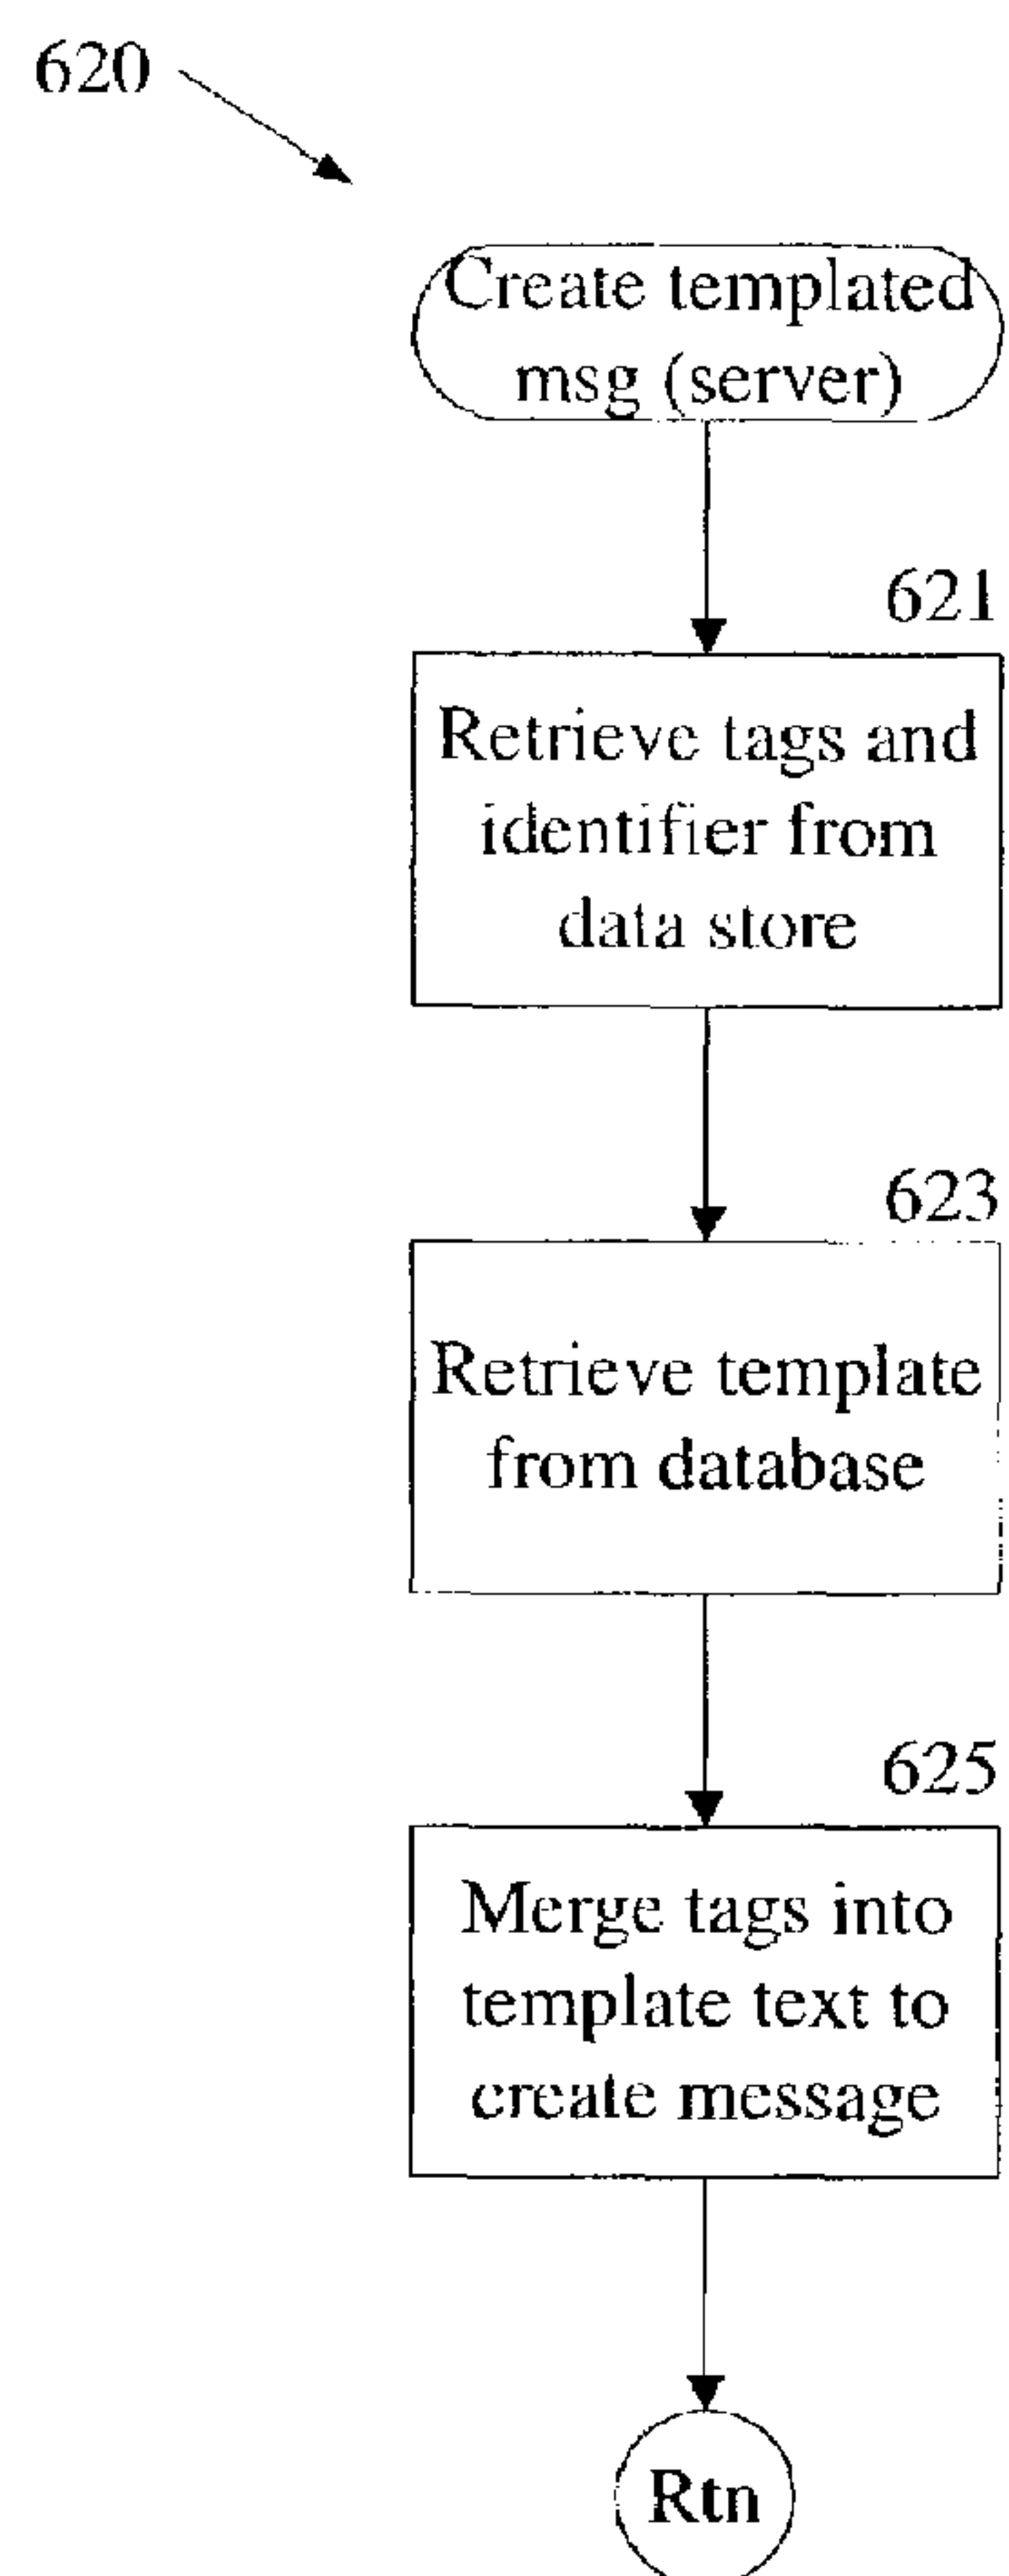 620
Create templated
msg (server)
621
Retrieve tags and
identifier from
data store
623
Retrieve template
from database
625
Merge tags into
template text to
create message
Rtn